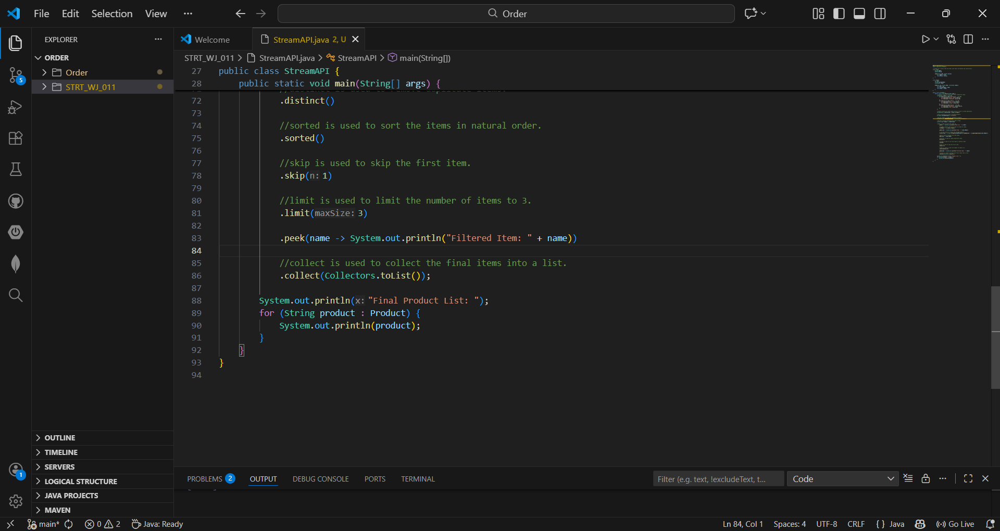 File Edit Selection View ··· Order
EXPLORER ···
ORDER
Order
STRT_WJ_011
OUTLINE
TIMELINE
SERVERS
LOGICAL STRUCTURE
JAVA PROJECTS
MAVEN
5
1
Welcome StreamAPI.java 2, U
STRT_WJ_011 > StreamAPI.java > StreamAPI > main(String[])
27 public class StreamAPI {
28 public static void main(String[] args) {
72 .distinct()
73
74 //sorted is used to sort the items in natural order.
75 .sorted()
76
77 //skip is used to skip the first item.
78 .skip(n: 1)
79
80 //limit is used to limit the number of items to 3.
81 .limit(maxSize: 3)
82
83 .peek(name -> System.out.println("Filtered Item: " + name))
84
85 //collect is used to collect the final items into a list.
86 .collect(Collectors.toList());
87
88 System.out.println(x: "Final Product List: ");
89 for (String product : Product) {
90 System.out.println(product);
91 }
92 }
93 }
94
PROBLEMS 2 OUTPUT DEBUG CONSOLE PORTS TERMINAL Filter (e.g. text, !excludeText, t... Code
main* 0 2 Java: Ready Ln 84, Col 1 Spaces: 4 UTF-8 CRLF {} Java Go Live